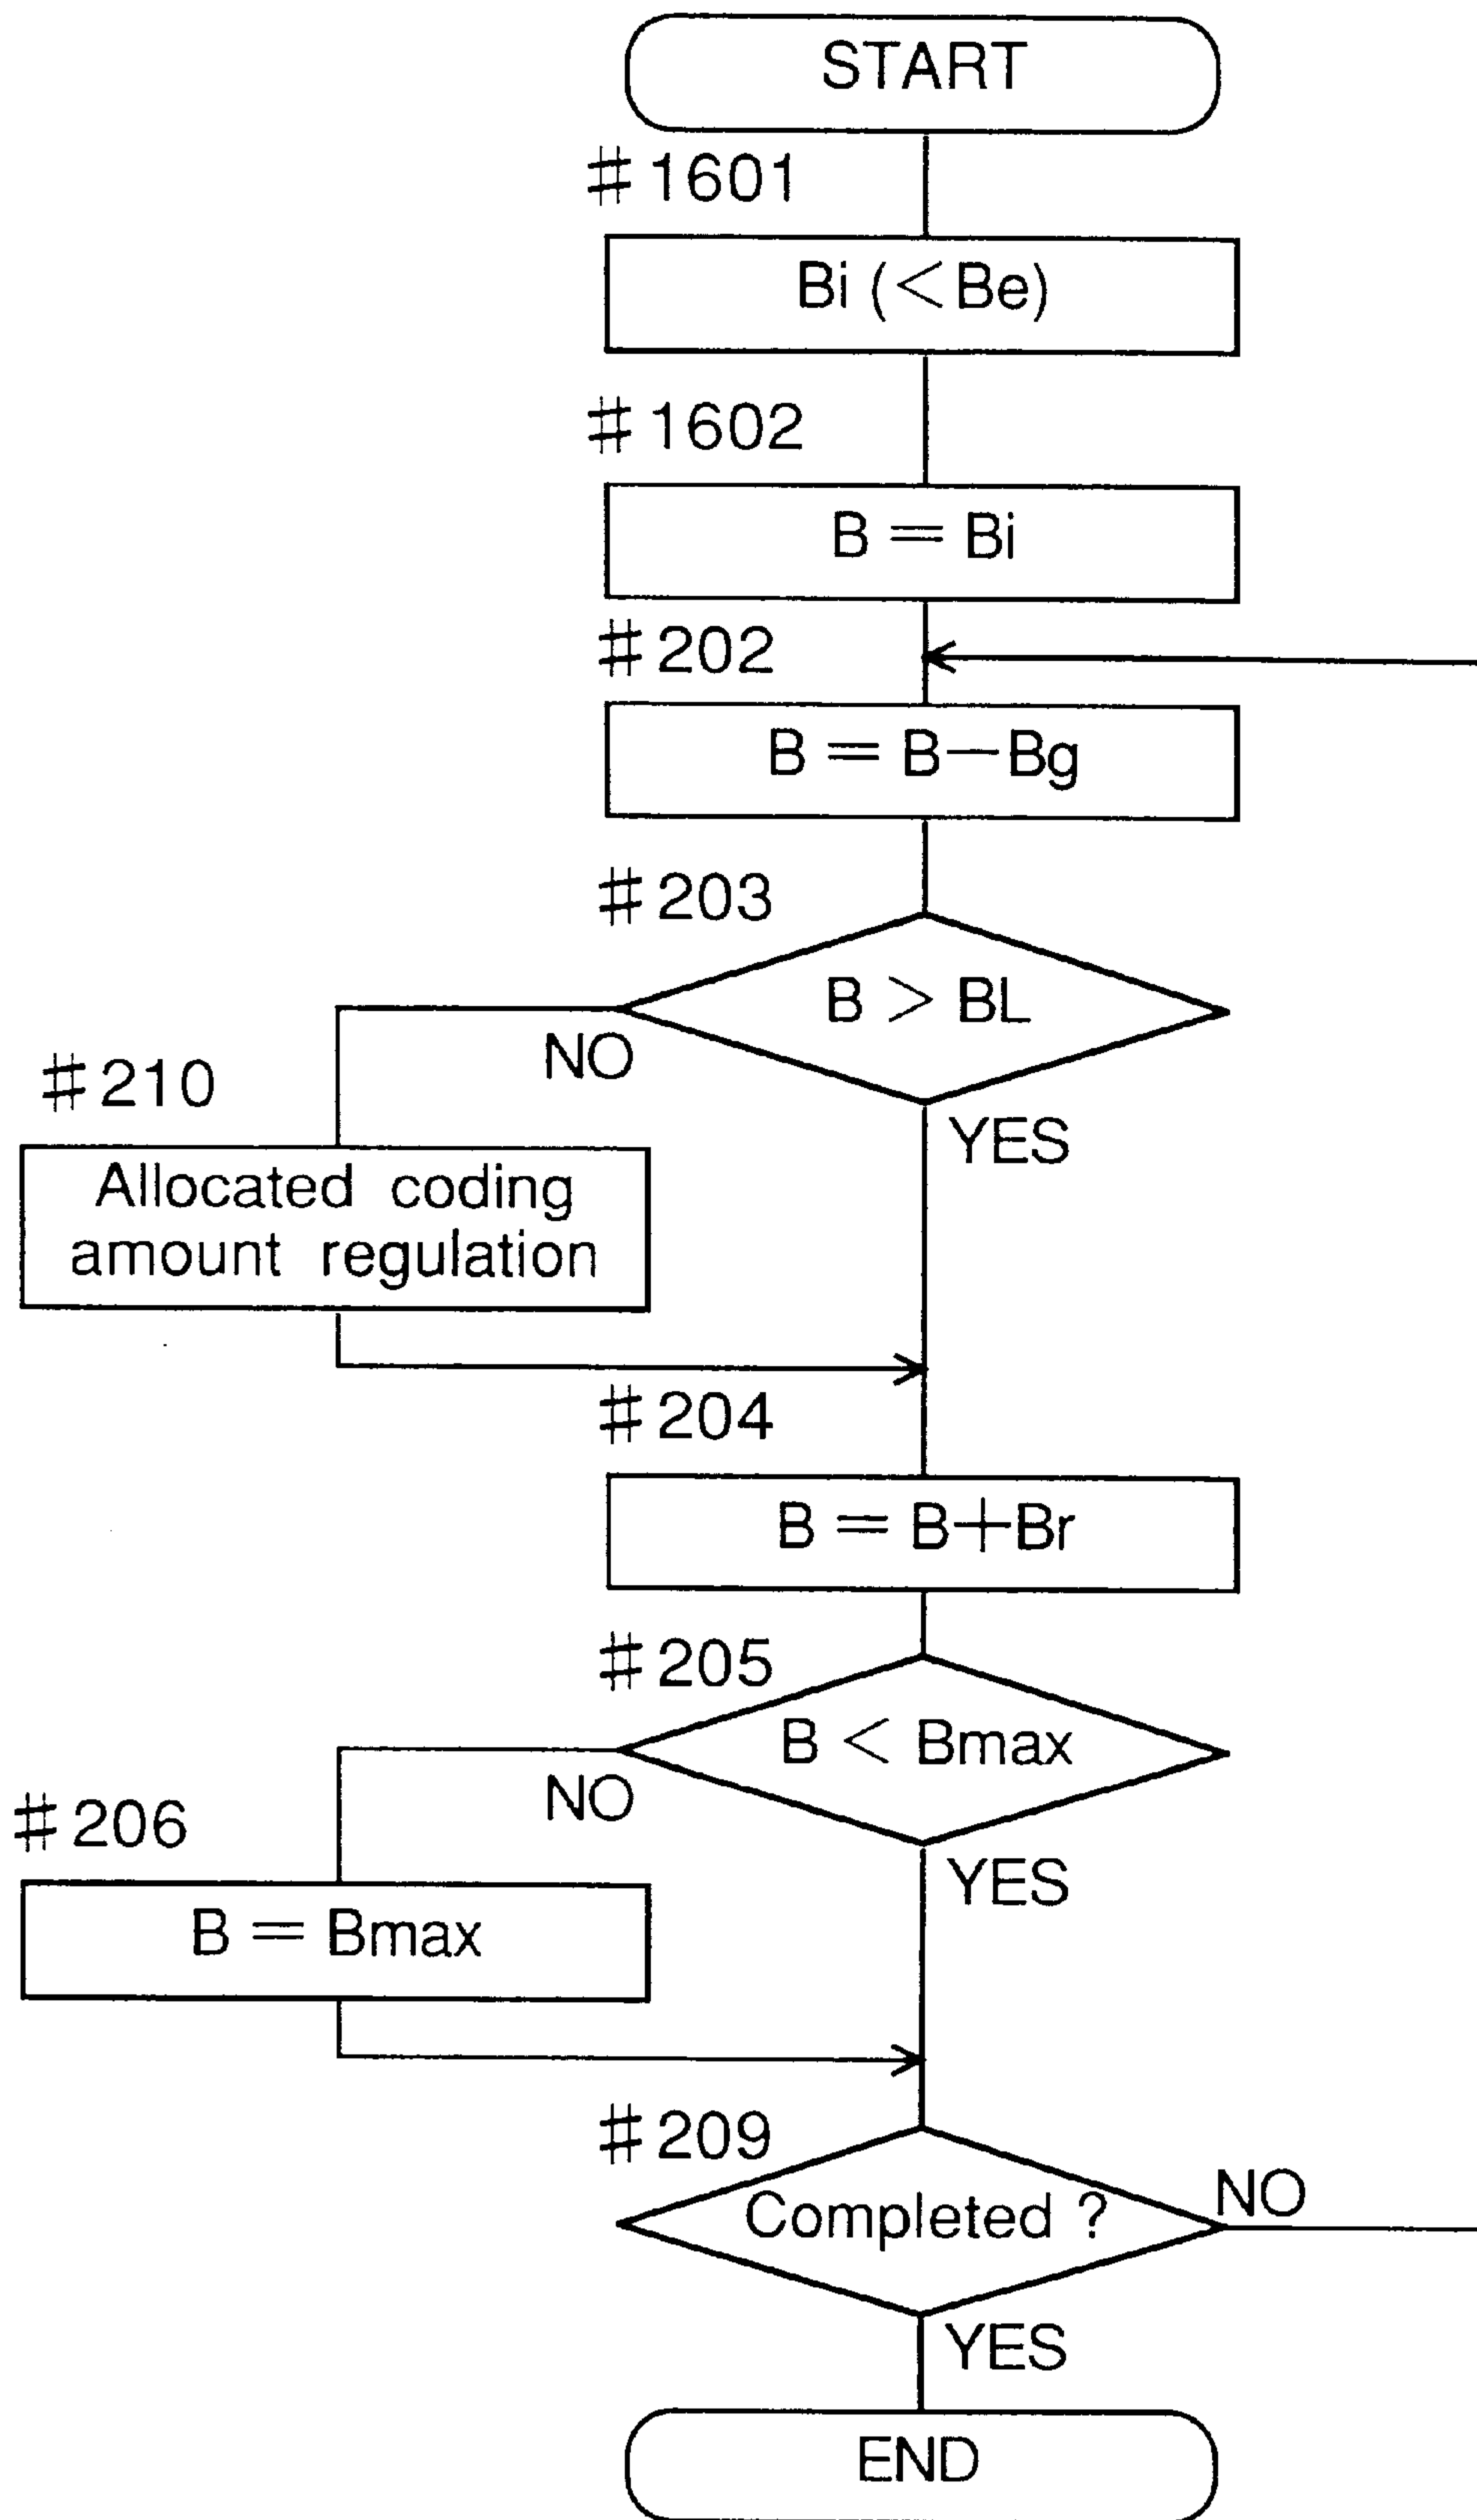 START
#1601
Bi (<Be)
#1602
B = Bi
#202
B = B-Bg
#203
B > BL
NO
#210
YES
Allocated coding
amount regulation
#204
B = B+Br
#205
B < Bmax
NO
#206
YES
B = Bmax
#209
Completed ?
NO
YES
END